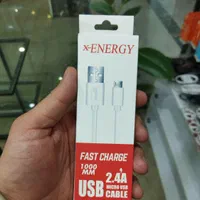 x-ENERGY
FAST CHARGE
1000
MM
USB
2.4A
MICRO USB
CABLE